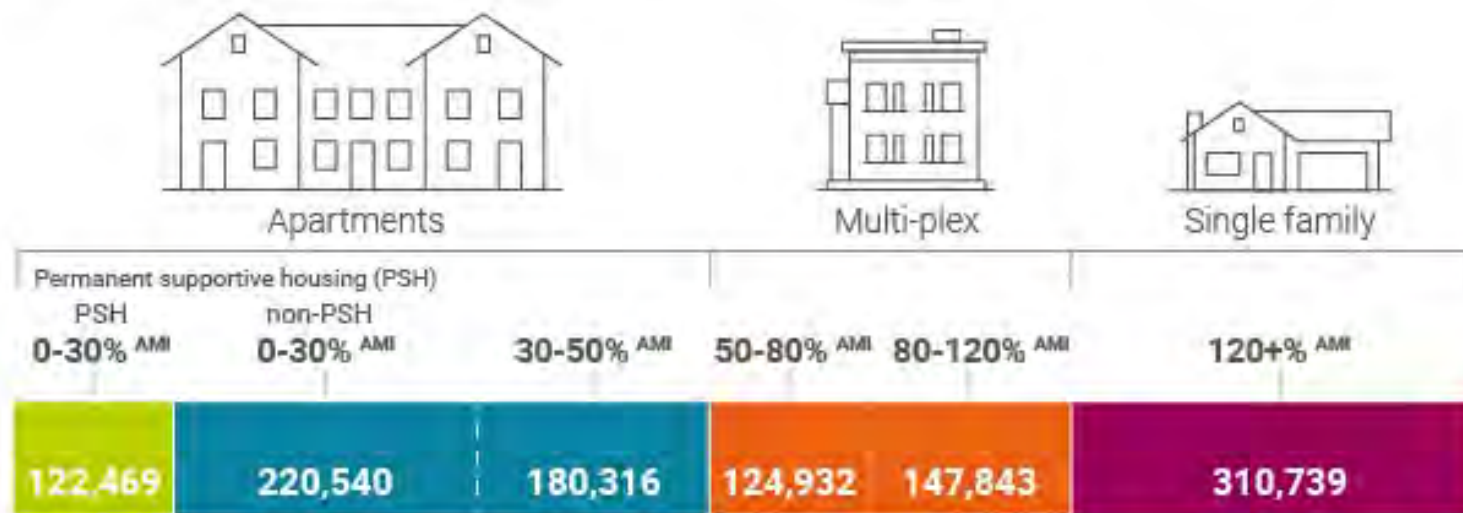 Apartments Multi-plex Single family
Permanent supportive housing (PSH)
PSH non-PSH
0-30% AMI 0-30% AMI 30-50% AMI 50-80% AMI 80-120% AMI 120+% AMI
122,469 220,540 180,316 124,932 147,843 310,739